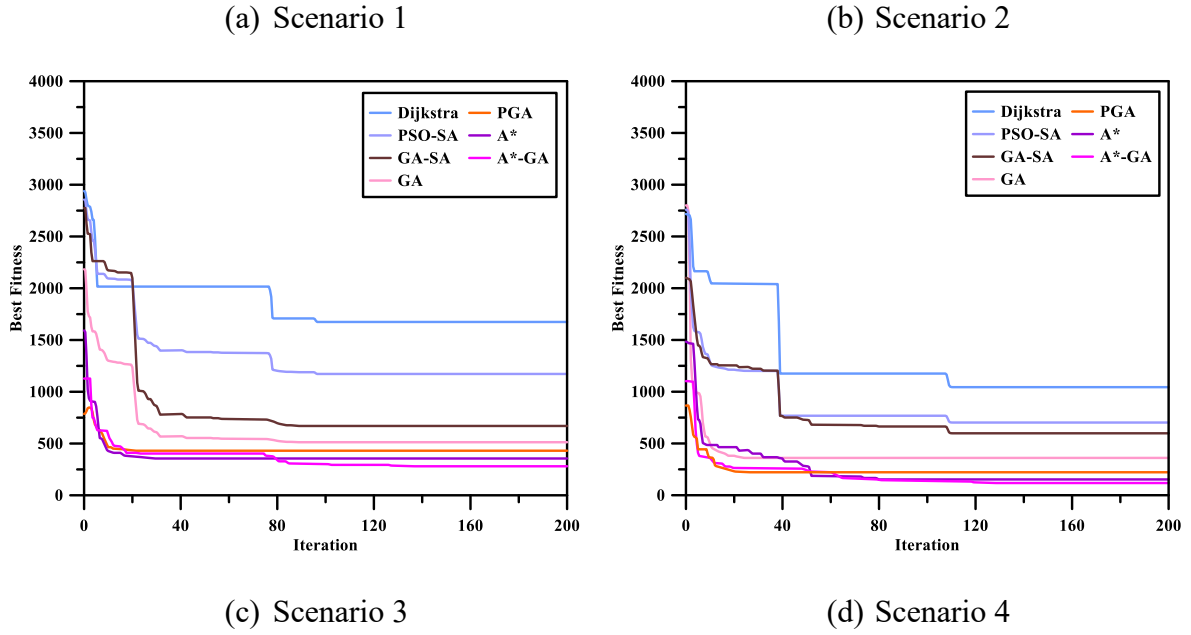 (a) Scenario 1
(b) Scenario 2
4000
3500
3000
2500
2000
1500
1000
500
0
Best Fitness
Dijkstra
PSO-SA
GA-SA
GA
PGA
A*
A*-GA
0
40
80
120
160
200
Iteration
4000
3500
3000
2500
2000
1500
1000
500
0
Best Fitness
Dijkstra
PSO-SA
GA-SA
GA
PGA
A*
A*-GA
0
40
80
120
160
200
Iteration
(c) Scenario 3
(d) Scenario 4